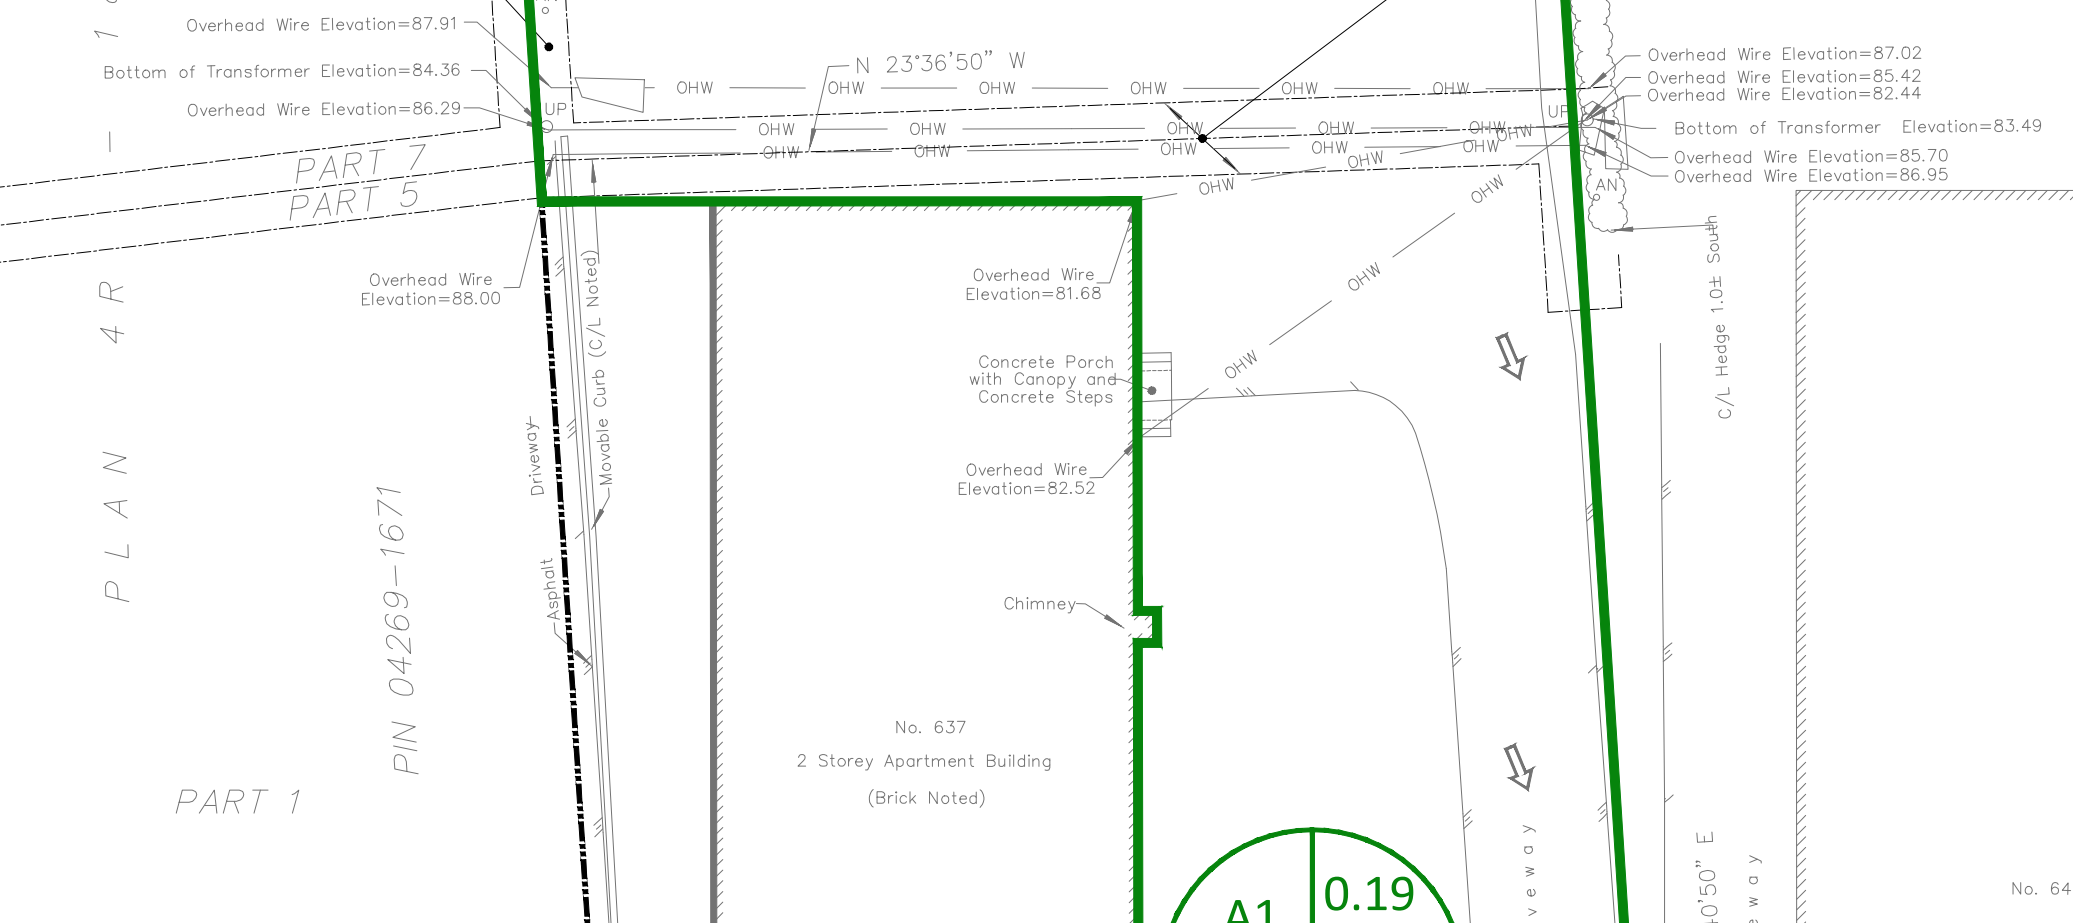 Overhead Wire Elevation=87.91
Bottom of Transformer Elevation=84.36
Overhead Wire Elevation=86.29
UP
N 23°36'50" W
OHW OHW OHW OHW OHW OHW
OHW OHW OHW OHW OHW OHW
OHW OHW OHW OHW OHW
OHW OHW
UP
Overhead Wire Elevation=87.02
Overhead Wire Elevation=85.42
Overhead Wire Elevation=82.44
Bottom of Transformer Elevation=83.49
Overhead Wire Elevation=85.70
Overhead Wire Elevation=86.95
AN
PART 7
PART 5
OHW
OHW
OHW
Overhead Wire
Elevation=88.00
Overhead Wire
Elevation=81.68
Concrete Porch
with Canopy and
Concrete Steps
Overhead Wire
Elevation=82.52
Movable Curb (C/L Noted)
Driveway
Asphalt
C/L Hedge 1.0± South
PLAN 4R
PIN 04269-1671
PART 1
Chimney
No. 637
2 Storey Apartment Building
(Brick Noted)
A1
0.19
No. 64